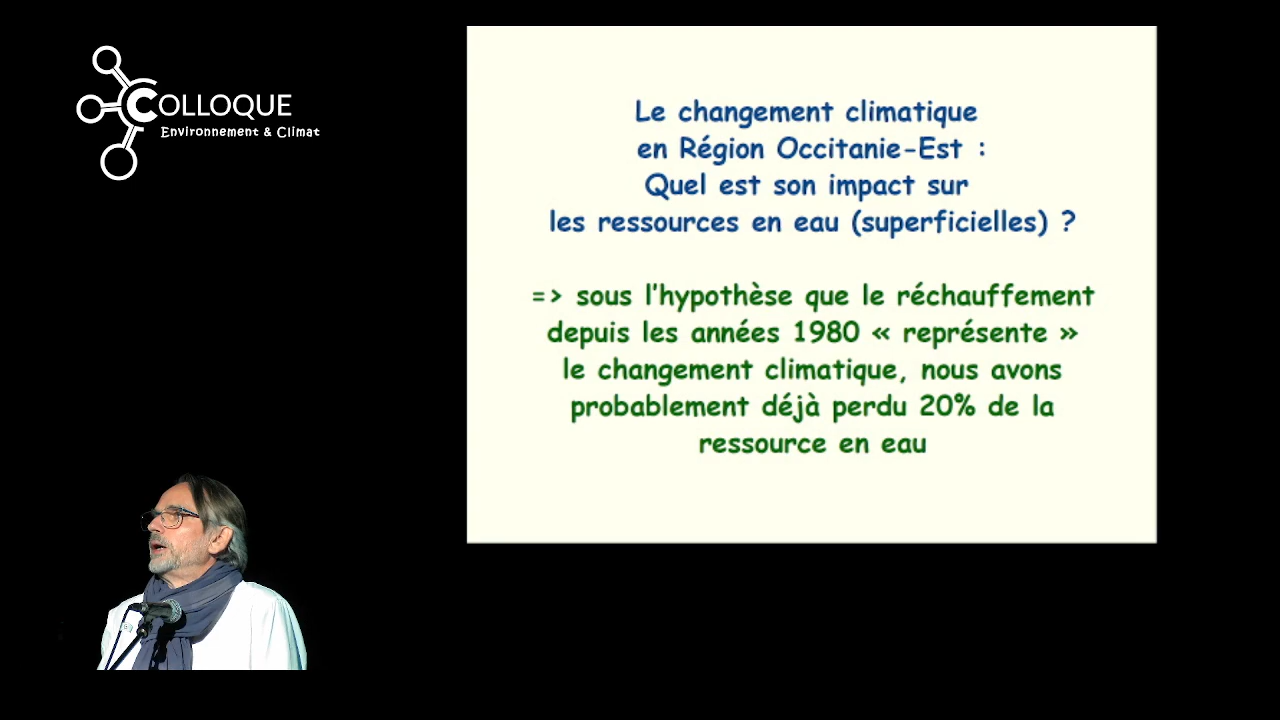 COLLOQUE
Environnement & Climat
Le changement climatique
en Région Occitanie-Est :
Quel est son impact sur
les ressources en eau (superficielles) ?
=> sous l'hypothèse que le réchauffement
depuis les années 1980 « représente »
le changement climatique, nous avons
probablement déjà perdu 20% de la
ressource en eau